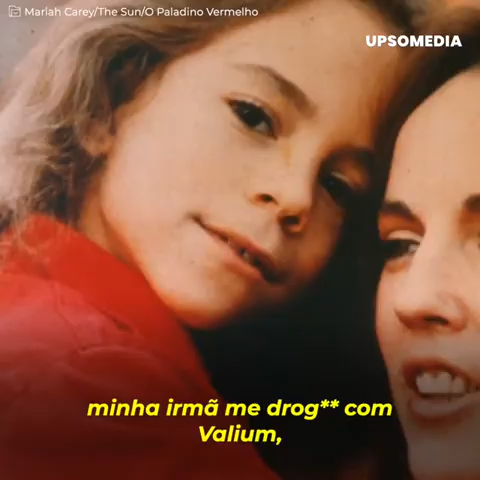 Mariah Carey/The Sun/O Paladino Vermelho
UPSOMEDIA
minha irmã me drog** com
Valium,